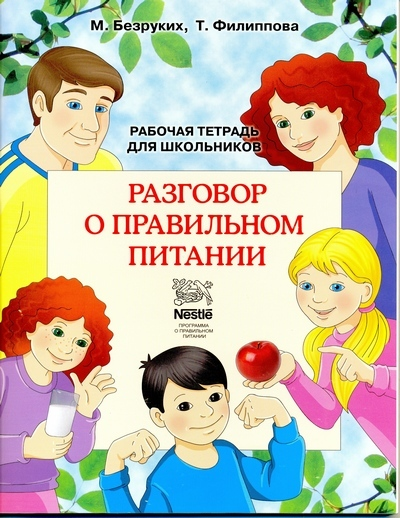 М. Безруких, Т. Филиппова
РАБОЧАЯ ТЕТРАДЬ
ДЛЯ ШКОЛЬНИКОВ
РАЗГОВОР
О ПРАВИЛЬНОМ
ПИТАНИИ
Nestlé
ПРОГРАММА
О ПРАВИЛЬНОМ
ПИТАНИИ